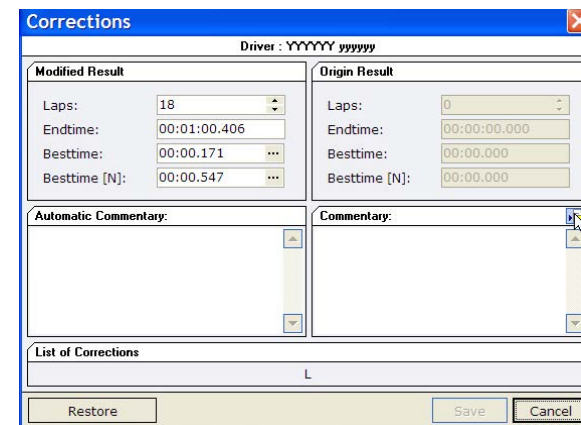 Corrections
Driver : YYYYYY yyyyyy
Modified Result
Laps: 18
Endtime: 00:01:00.406
Besttime: 00:00.171 ...
Besttime [N]: 00:00.547 ...
Origin Result
Laps: 0
Endtime: 00:00:00.000
Besttime: 00:00.000
Besttime [N]: 00:00.000
Automatic Commentary:
Commentary:
List of Corrections
L
Restore
Save
Cancel